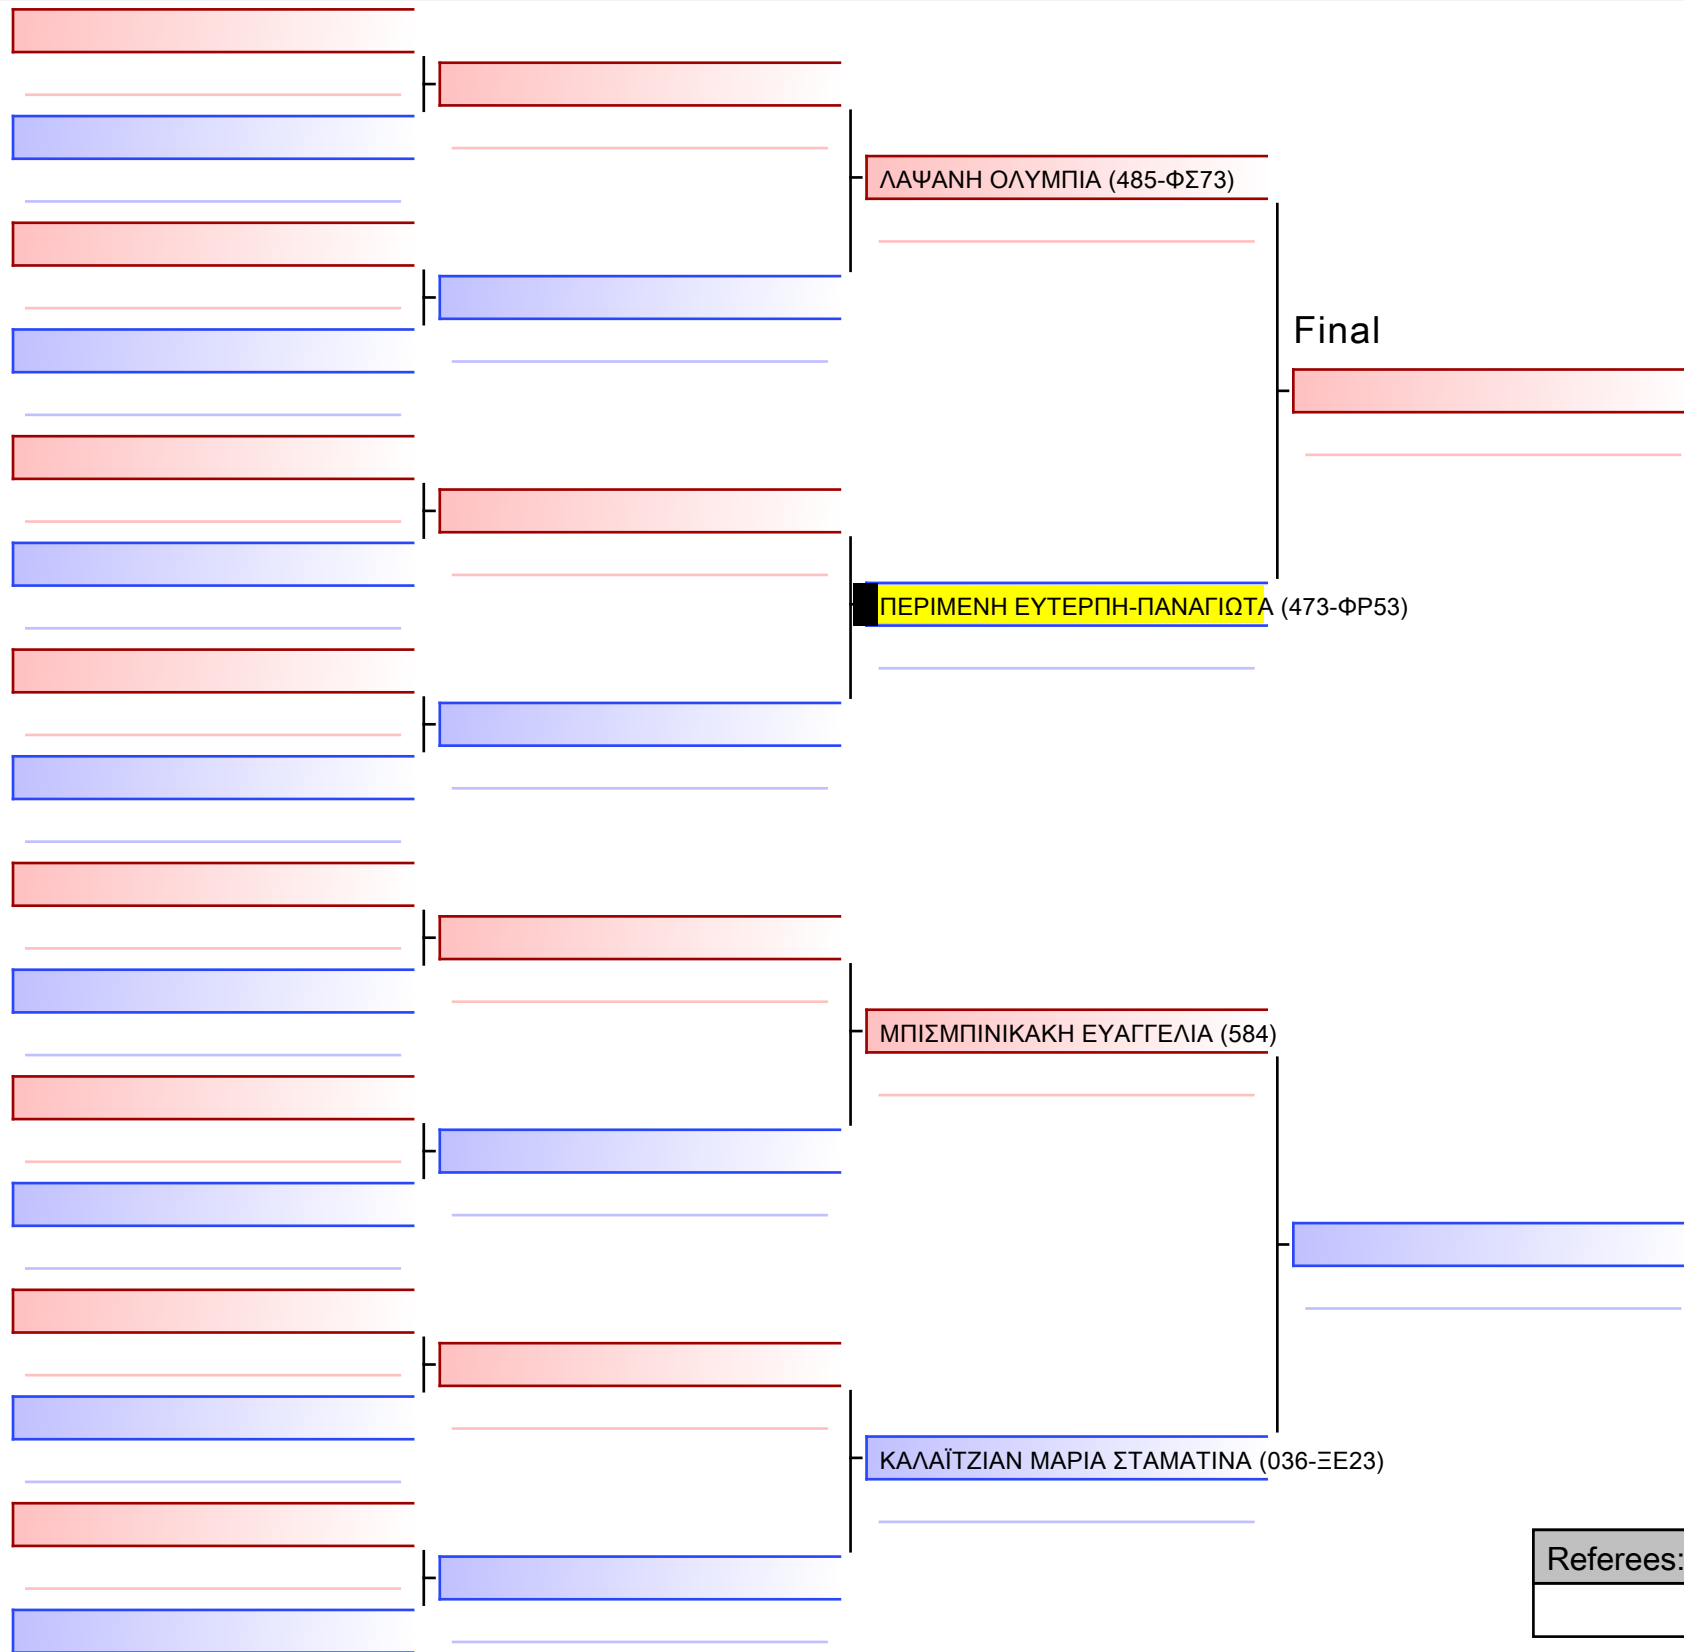 ΛΑΨΑΝΗ ΟΛΥΜΠΙΑ (485-ΦΣ73)
Final
ΠΕΡΙΜΕΝΗ ΕΥΤΕΡΠΗ-ΠΑΝΑΓΙΩΤΑ (473-ΦΡ53)
ΜΠΙΣΜΠΙΝΙΚΑΚΗ ΕΥΑΓΓΕΛΙΑ (584)
ΚΑΛΑΪΤΖΙΑΝ ΜΑΡΙΑ ΣΤΑΜΑΤΙΝΑ (036-ΞΕ23)
Referees: